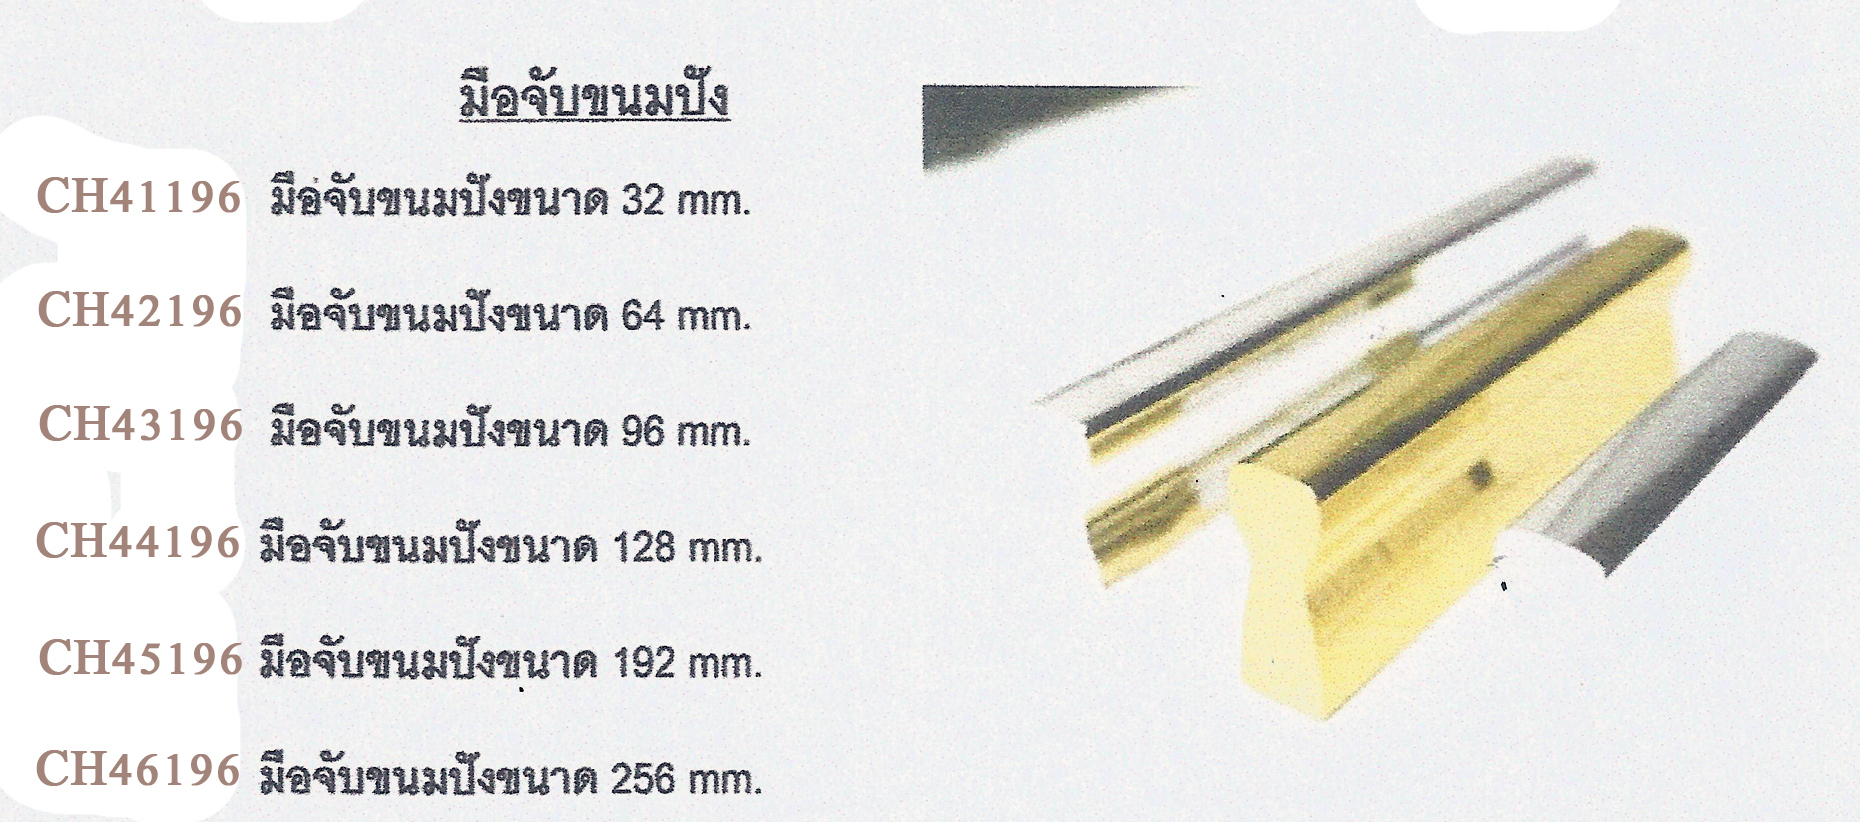 มือจับขนมปัง
CH41196 มือจับขนมปังขนาด 32 mm.
CH42196 มือจับขนมปังขนาด 64 mm.
CH43196 มือจับขนมปังขนาด 96 mm.
CH44196 มือจับขนมปังขนาด 128 mm.
CH45196 มือจับขนมปังขนาด 192 mm.
CH46196 มือจับขนมปังขนาด 256 mm.